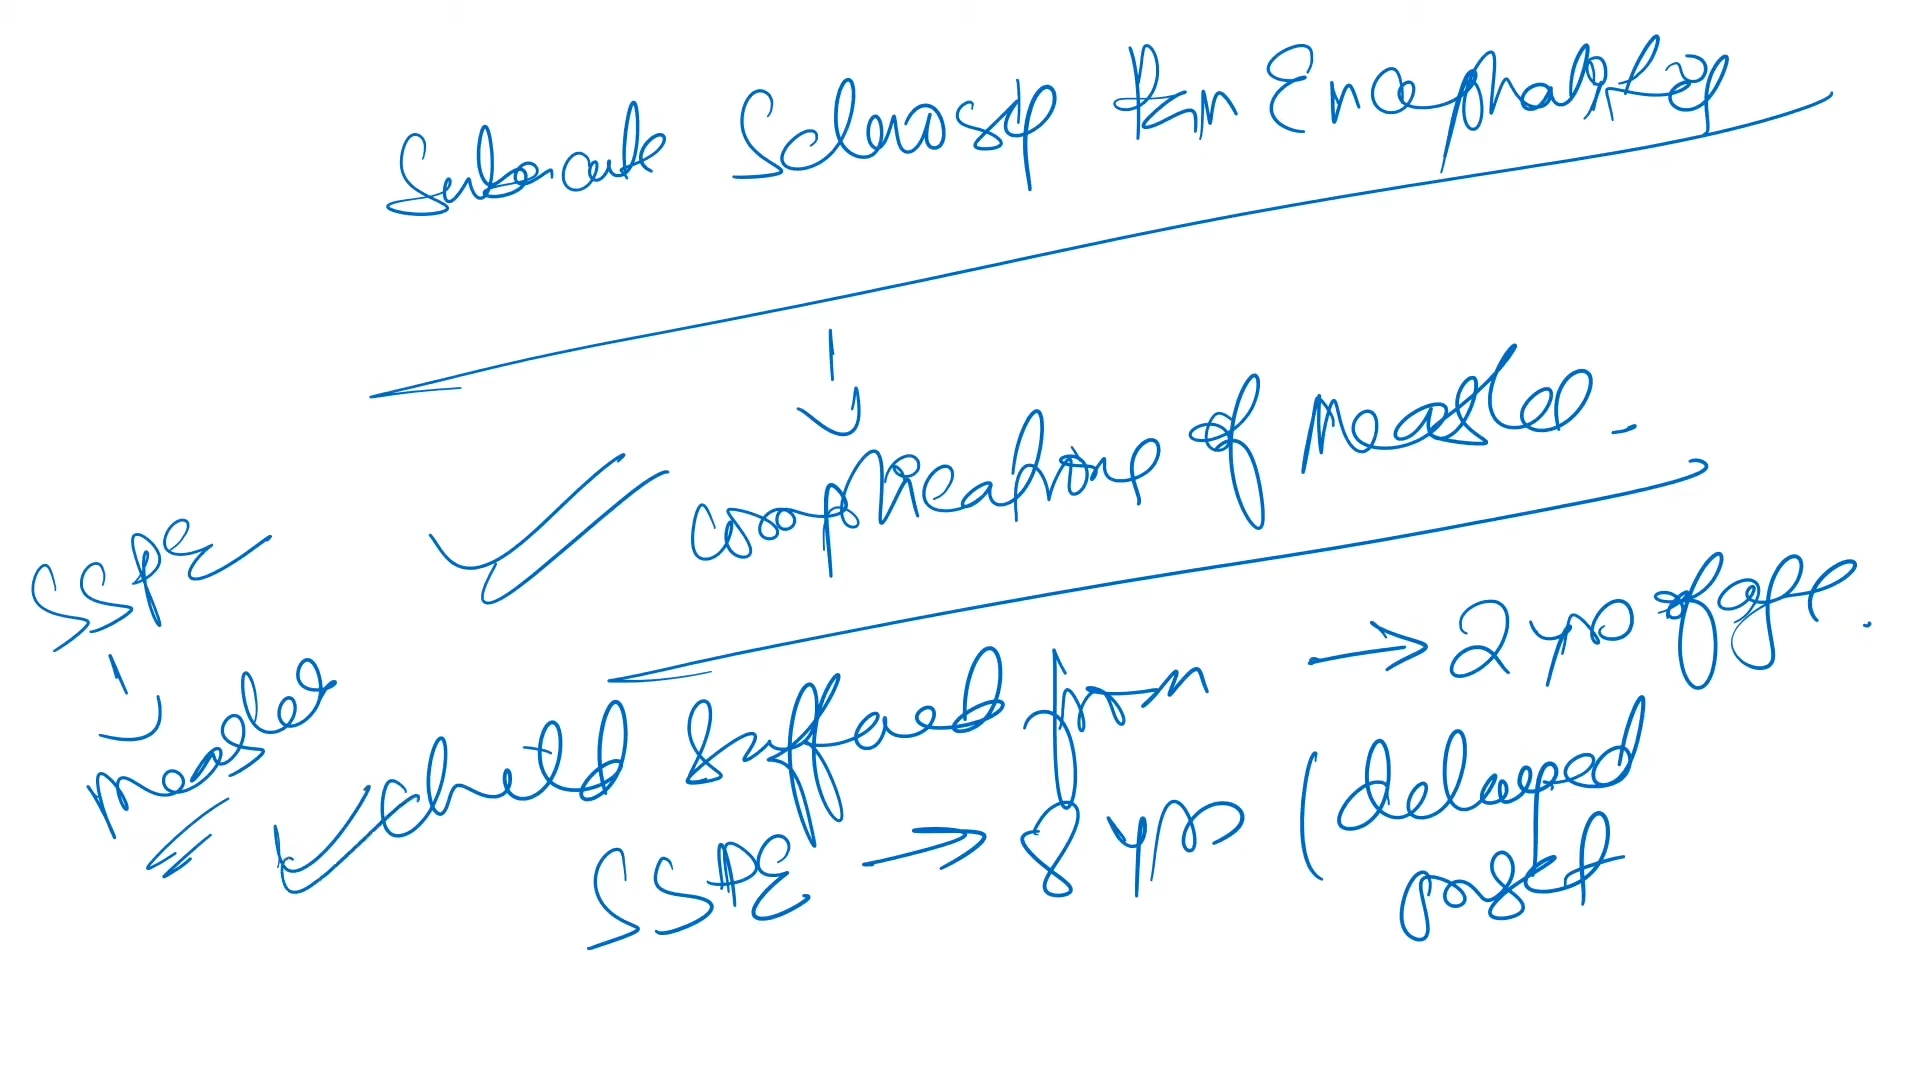 Subacute Sclerosig Pan Encephalitis
complications of Measles.
SSPE
measles
child suffered from → 2 yrs of age.
SSPE → 8 yrs (delayed
onset